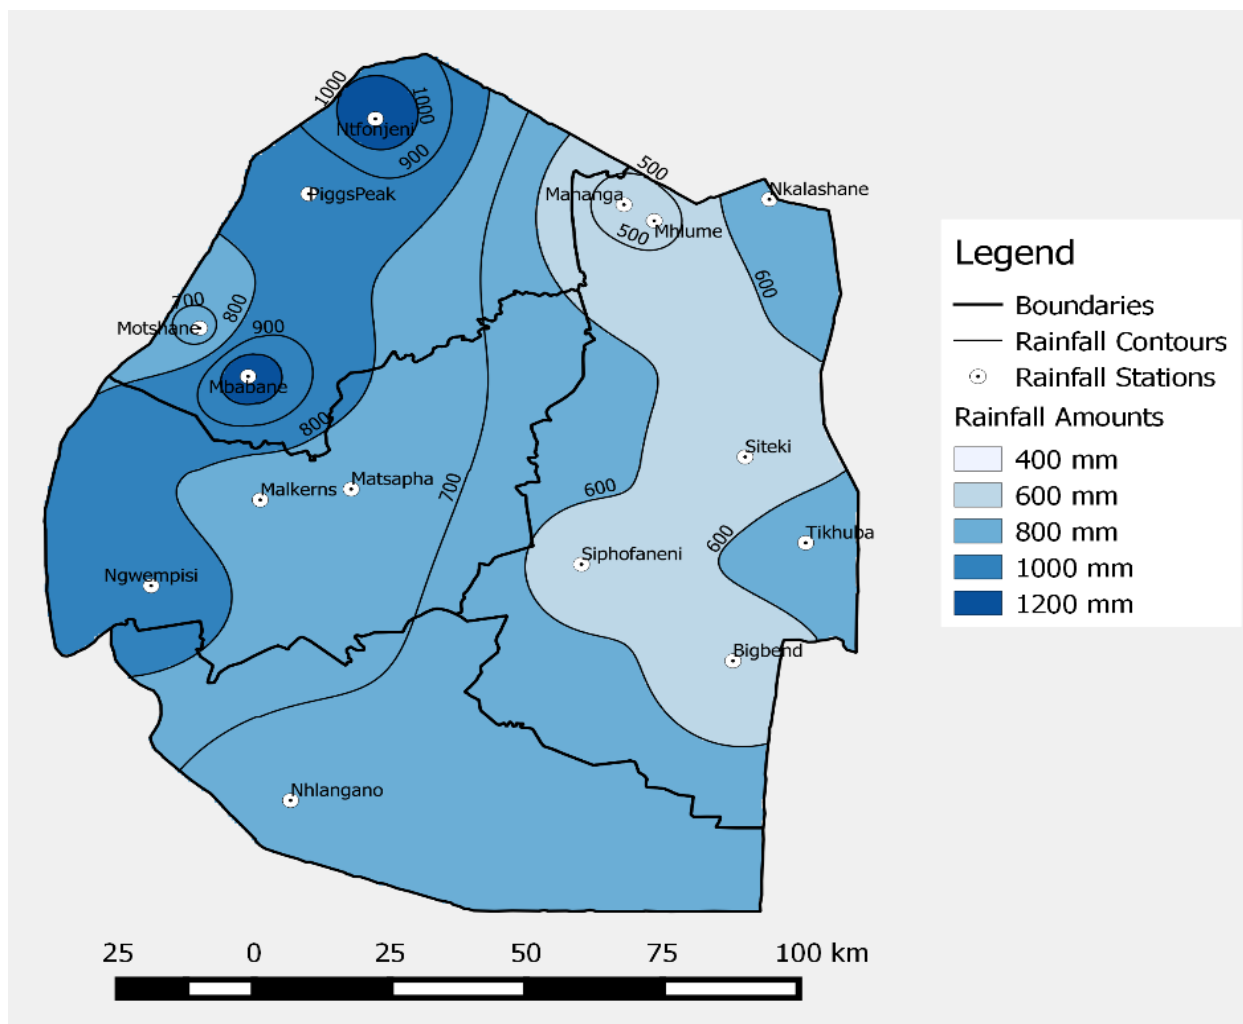 1000
1000
Ntfonjeni
900
PiggsPeak
500
Mananga
Nkalashane
Mhlume
500
600
700
800
Motshane
900
Mbabane
800
Siteki
Malkerns
Matsapha
700
600
Tikhuba
600
Siphofaneni
Ngwempisi
Bigbend
Nhlangano
Legend
Boundaries
Rainfall Contours
Rainfall Stations
Rainfall Amounts
400 mm
600 mm
800 mm
1000 mm
1200 mm
25 0 25 50 75 100 km